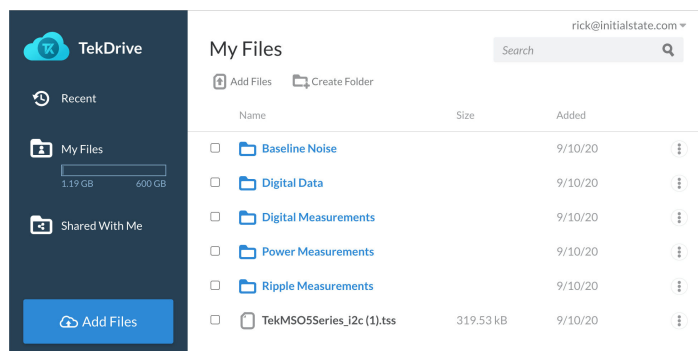 rick@initialstate.com
TK TekDrive
My Files
Search
Add Files Create Folder
Recent
Name Size Added
My Files
1.19 GB 600 GB
Shared With Me
Add Files
Baseline Noise 9/10/20
Digital Data 9/10/20
Digital Measurements 9/10/20
Power Measurements 9/10/20
Ripple Measurements 9/10/20
TekMSO5Series_i2c (1).tss 319.53 kB 9/10/20